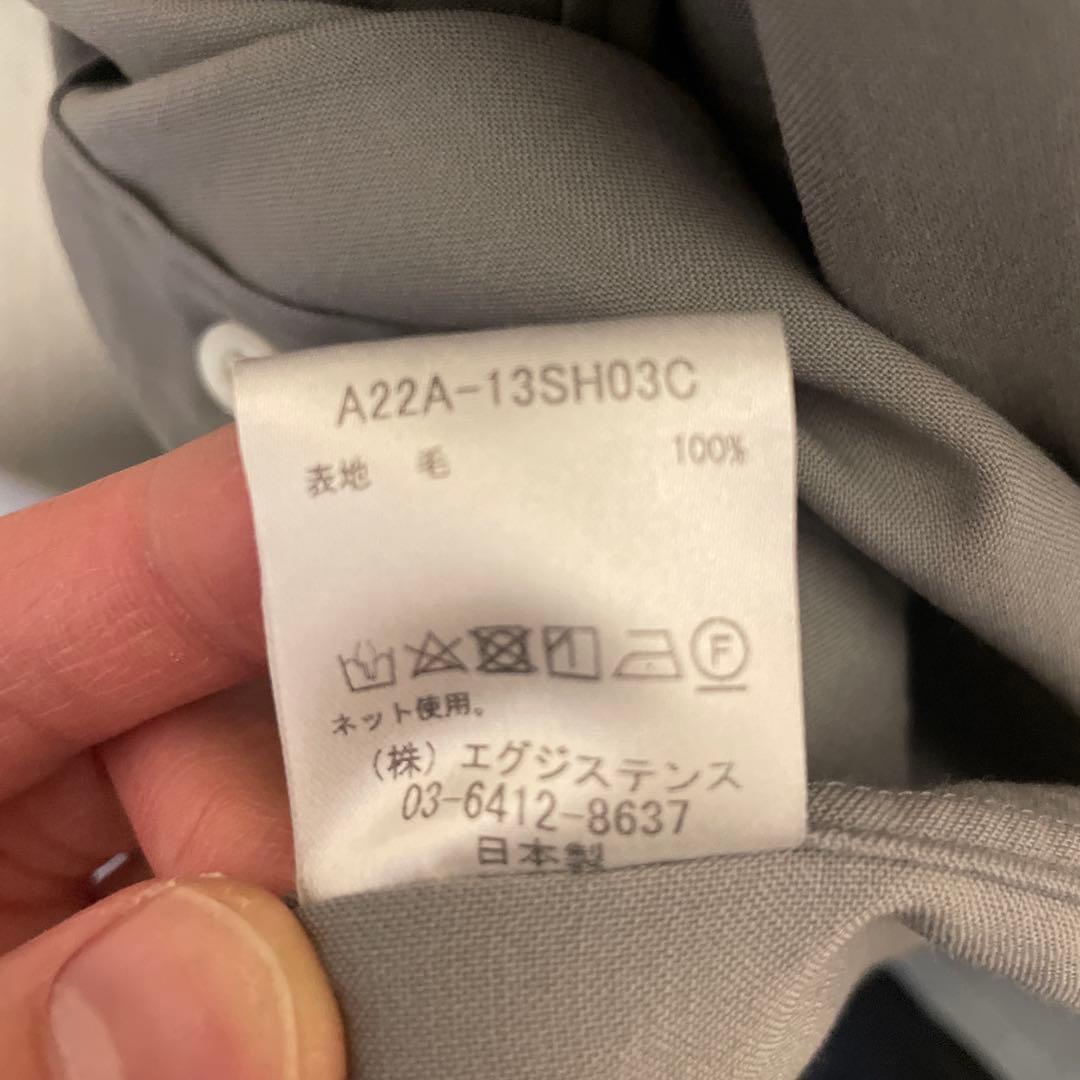 A22A-13SH03C
表地 毛 100%
F
ネット使用。
(株) エグジステンス
03-6412-8637
日本製